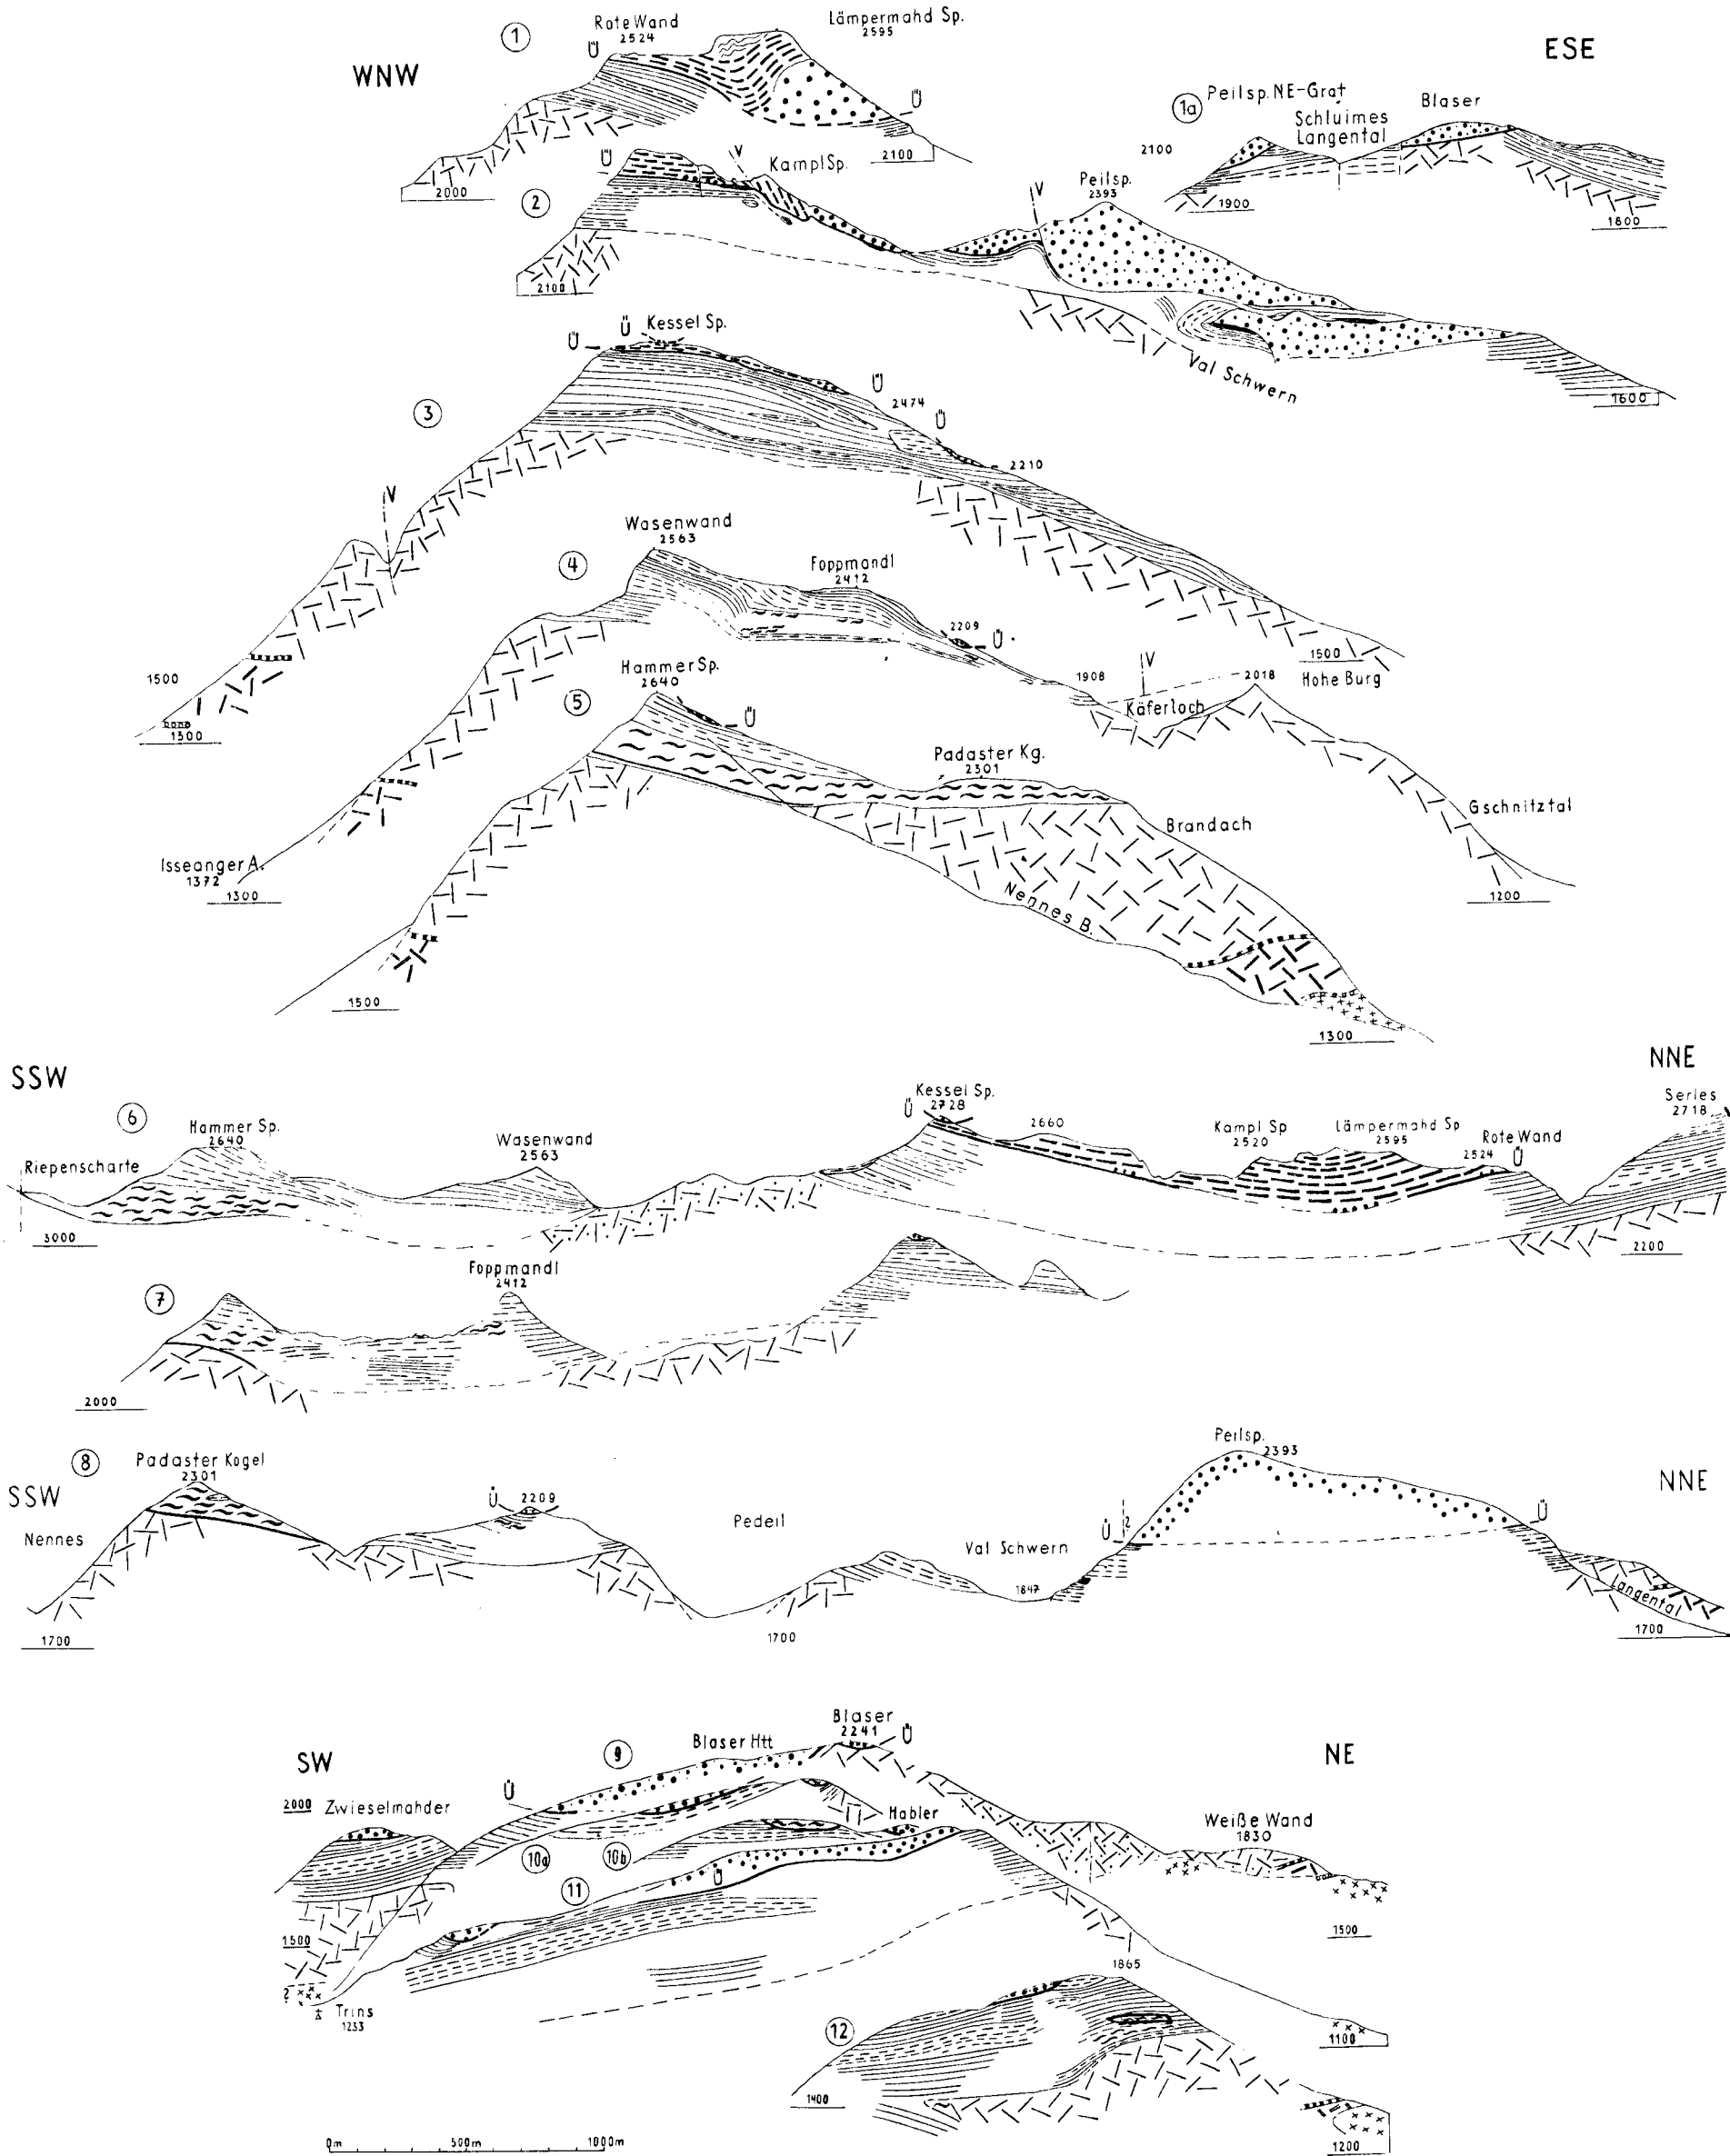 WNW
ESE
1
Rote Wand
2524
Lämpermahd Sp.
2595
Ü
Ü
2000
2100
1a
Peilsp. NE-Grat
Schluimes
Langental
Blaser
2100
1900
1800
2
Ü
V
Kampl Sp.
V
Peilsp.
2393
2100
Val Schwern
1600
3
Ü
Ü
Kessel Sp.
Ü
2474
Ü
2210
V
1500
1500
1500
Hohe Burg
4
Wasenwand
2563
Foppmandl
2412
2209
Ü
1908
V
Käferloch
2018
Gschnitztal
Isseanger A.
1372
1300
1200
5
Hammer Sp.
2640
Ü
Padaster Kg.
2301
Brandach
Nennes B.
1500
1300
SSW
NNE
6
Riepenscharte
Hammer Sp.
2640
Wasenwand
2563
Ü
Kessel Sp.
2728
2660
Kampl Sp
2520
Lämpermahd Sp
2595
Rote Wand
2524
Ü
Serles
2718
3000
2200
7
Foppmandl
2412
2000
8
SSW
NNE
Nennes
Padaster Kogel
2301
Ü
2209
Pedeil
Val Schwern
1847
Ü
?
Peilsp.
2393
Ü
Langental
1700
1700
1700
SW
NE
9
Blaser Htt
Blaser
2241
Ü
Ü
2000 Zwieselmahder
10a
10b
Habler
Weiße Wand
1830
11
Ü
1500
1500
?
Trins
1233
1865
1100
12
1400
1200
0m 500m 1000m